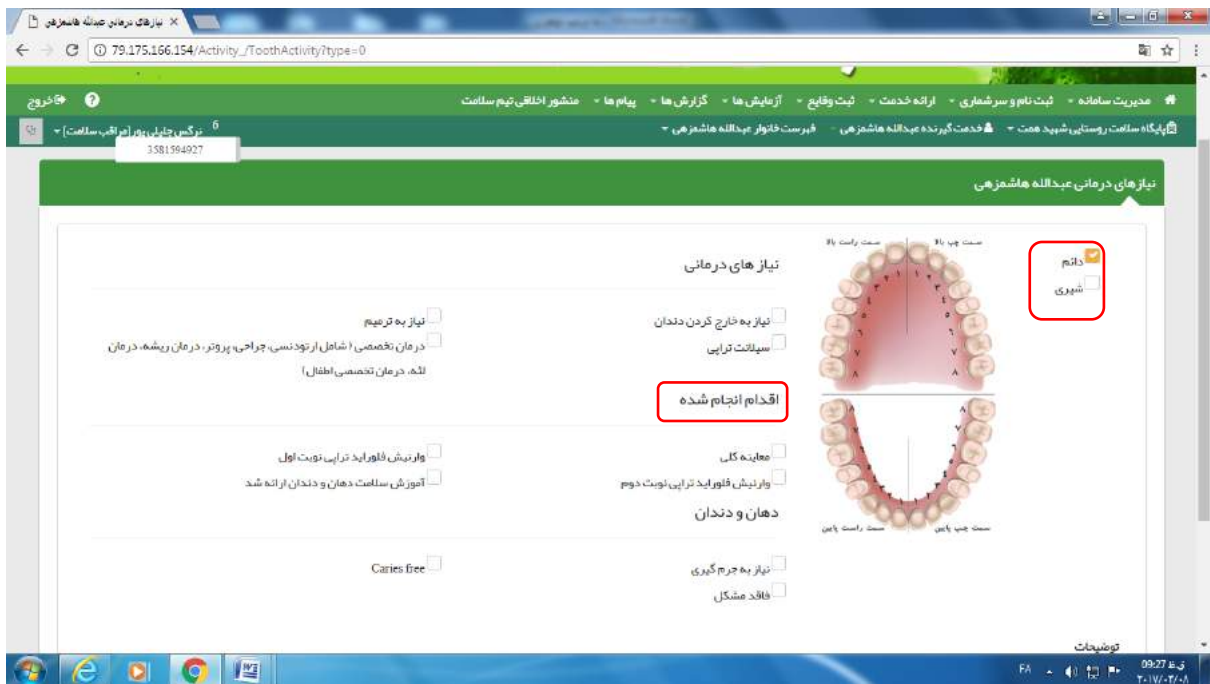 نیازهای درمانی عبدالله هاشمزهی
79.175.166.154/Activity_/ToothActivity?type=0
مدیریت سامانه ثبت نام و سرشماری ارائه خدمت ثبت وقایع آزمایش ها گزارش ها پیام ها منشور اخلاقی تیم سلامت خروج
پایگاه سلامت روستایی شهید همت خدمت گیرنده عبدالله هاشمزهی فهرست خانوار عبدالله هاشمزهی نرگس جلیلی پور [مراقب سلامت]
6
3581594927
نیازهای درمانی عبدالله هاشمزهی
دائم
شیری
سمت راست بالا سمت چپ بالا
سمت راست پایین سمت چپ پایین
نیاز های درمانی
نیاز به خارج کردن دندان نیاز به ترمیم
سیلانت تراپی درمان تخصصی (شامل ارتودنسی، جراحی، پروتز، درمان ریشه، درمان
لثه، درمان تخصصی اطفال)
اقدام انجام شده
معاینه کلی وارنیش فلوراید تراپی نوبت اول
وارنیش فلوراید تراپی نوبت دوم آموزش سلامت دهان و دندان ارائه شد
دهان و دندان
نیاز به جرم گیری Caries free
فاقد مشکل
توضیحات
FA
09:27 ق.ظ
۲۰۱۷/۰۲/۰۸